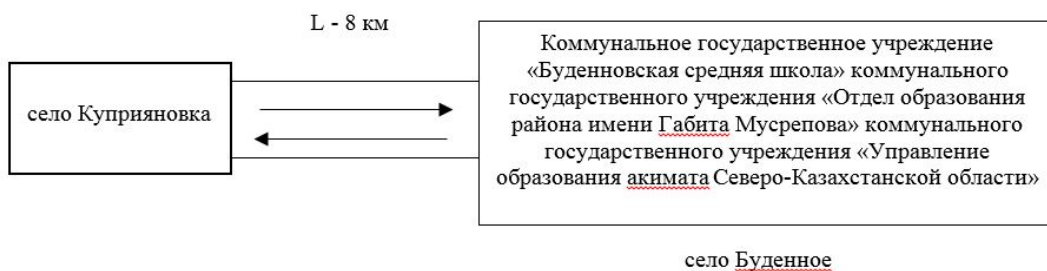 L - 8 км
село Куприяновка
Коммунальное государственное учреждение
«Буденновская средняя школа» коммунального
государственного учреждения «Отдел образования
района имени Габита Мусрепова» коммунального
государственного учреждения «Управление
образования акимата Северо-Казахстанской области»
село Буденное